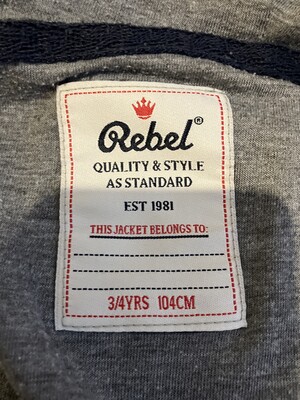 Rebel®
QUALITY & STYLE
AS STANDARD
EST 1981
THIS JACKET BELONGS TO:
3/4YRS 104CM